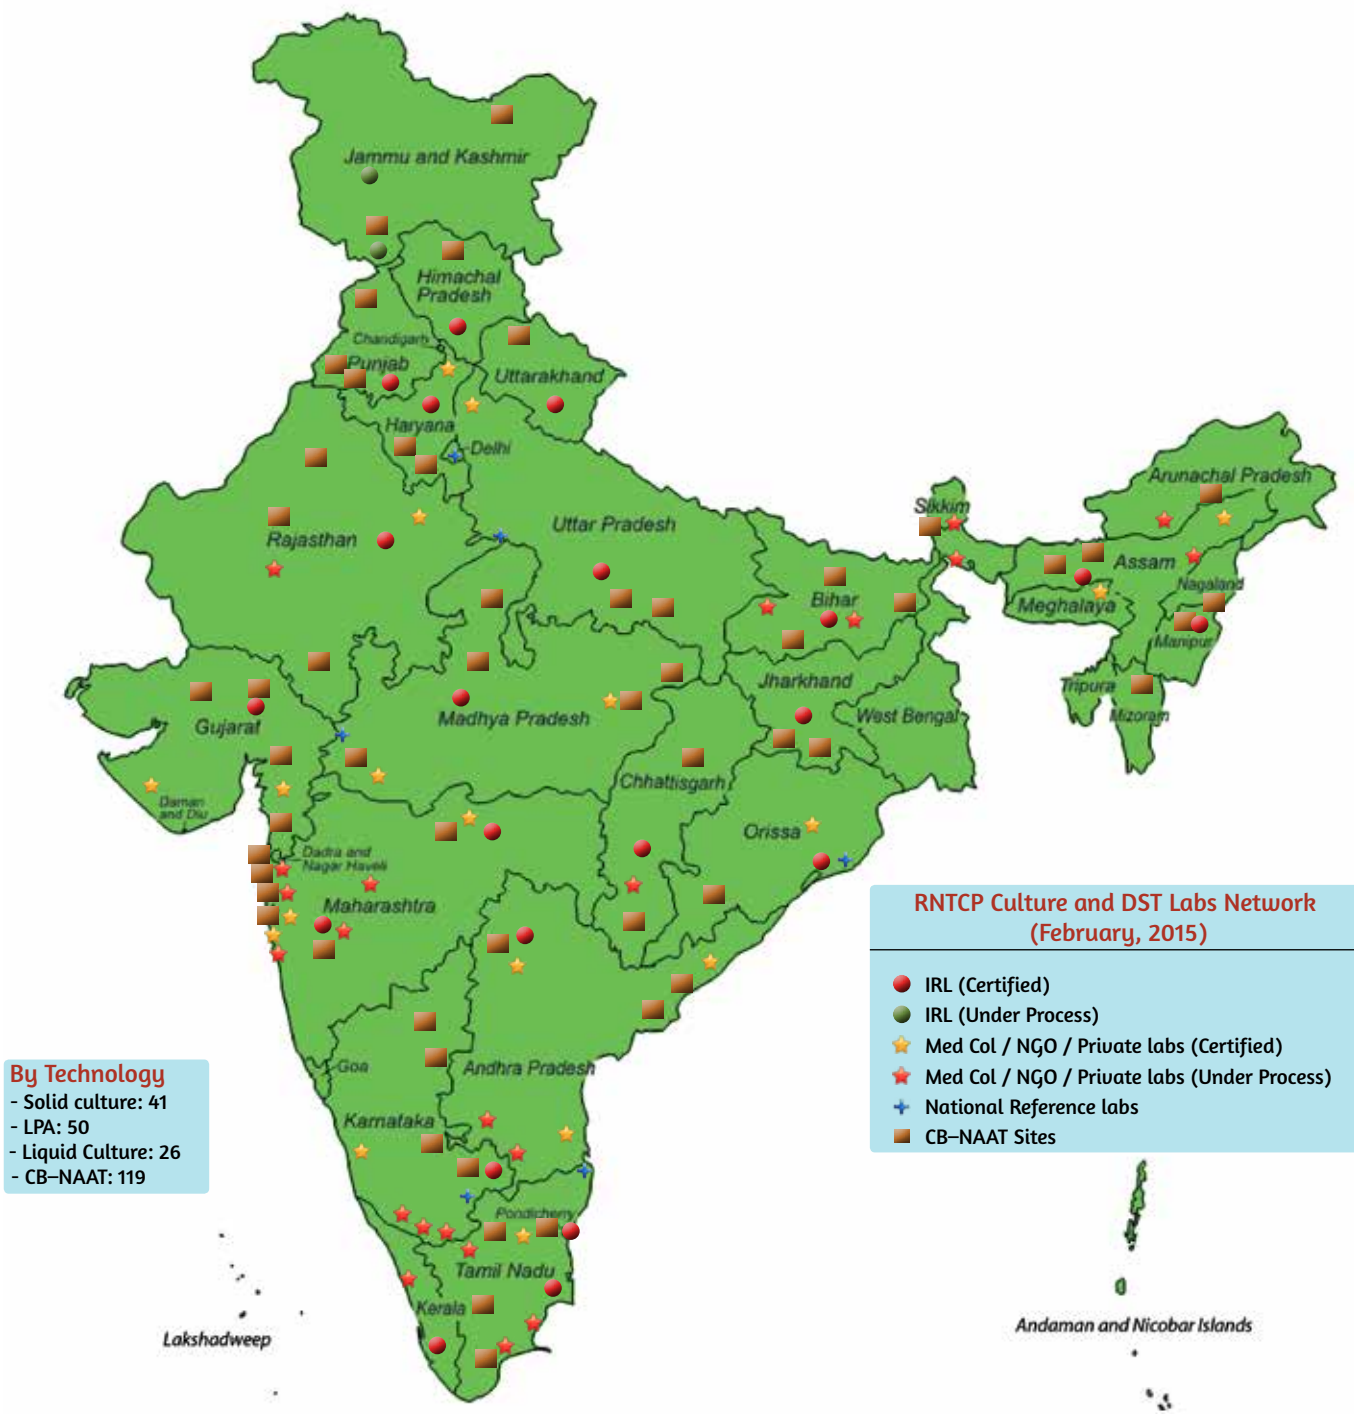 Jammu and Kashmir
Himachal
Pradesh
Chandigarh
Punjab
Uttarakhand
Haryana
Delhi
Arunachal Pradesh
Sikkim
Uttar Pradesh
Rajasthan
Assam
Nagaland
Bihar
Meghalaya
Manipur
Jharkhand
Tripura
West Bengal
Mizoram
Gujarat
Madhya Pradesh
Chhattisgarh
Daman
and Diu
Orissa
Dadra and
Nagar Haveli
Maharashtra
RNTCP Culture and DST Labs Network
(February, 2015)
IRL (Certified)
IRL (Under Process)
Med Col / NGO / Private labs (Certified)
Med Col / NGO / Private labs (Under Process)
National Reference labs
CB–NAAT Sites
Goa
Andhra Pradesh
By Technology
- Solid culture: 41
- LPA: 50
- Liquid Culture: 26
- CB–NAAT: 119
Karnataka
Pondicherry
Tamil Nadu
Kerala
Lakshadweep
Andaman and Nicobar Islands